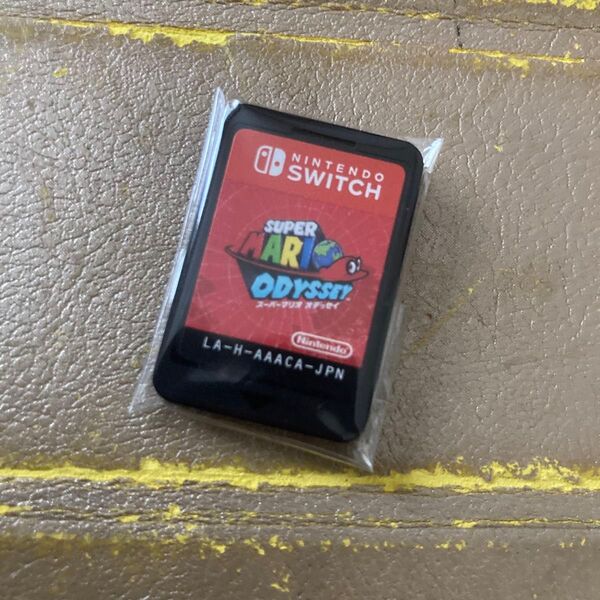 NINTENDO
SWITCH
SUPER
MARIO
ODYSSEY
スーパーマリオ オデッセイ
Nintendo
LA-H-AAACA-JPN